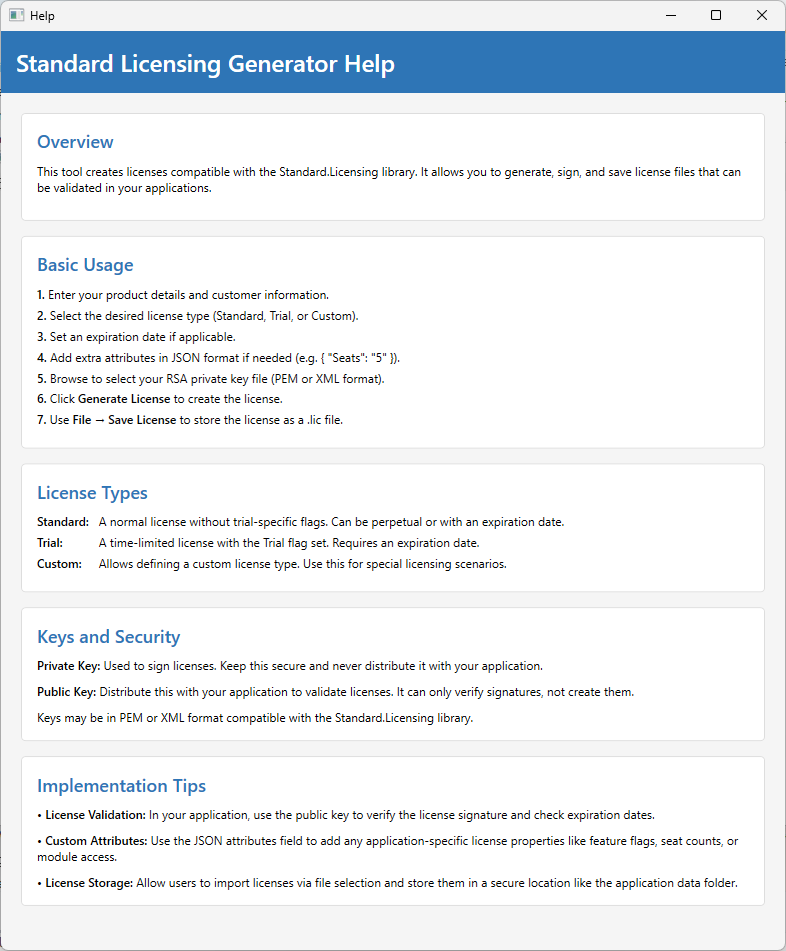 Help
Standard Licensing Generator Help
Overview
This tool creates licenses compatible with the Standard.Licensing library. It allows you to generate, sign, and save license files that can
be validated in your applications.
Basic Usage
1. Enter your product details and customer information.
2. Select the desired license type (Standard, Trial, or Custom).
3. Set an expiration date if applicable.
4. Add extra attributes in JSON format if needed (e.g. { "Seats": "5" }).
5. Browse to select your RSA private key file (PEM or XML format).
6. Click Generate License to create the license.
7. Use File → Save License to store the license as a .lic file.
License Types
Standard: A normal license without trial-specific flags. Can be perpetual or with an expiration date.
Trial: A time-limited license with the Trial flag set. Requires an expiration date.
Custom: Allows defining a custom license type. Use this for special licensing scenarios.
Keys and Security
Private Key: Used to sign licenses. Keep this secure and never distribute it with your application.
Public Key: Distribute this with your application to validate licenses. It can only verify signatures, not create them.
Keys may be in PEM or XML format compatible with the Standard.Licensing library.
Implementation Tips
• License Validation: In your application, use the public key to verify the license signature and check expiration dates.
• Custom Attributes: Use the JSON attributes field to add any application-specific license properties like feature flags, seat counts, or
module access.
• License Storage: Allow users to import licenses via file selection and store them in a secure location like the application data folder.